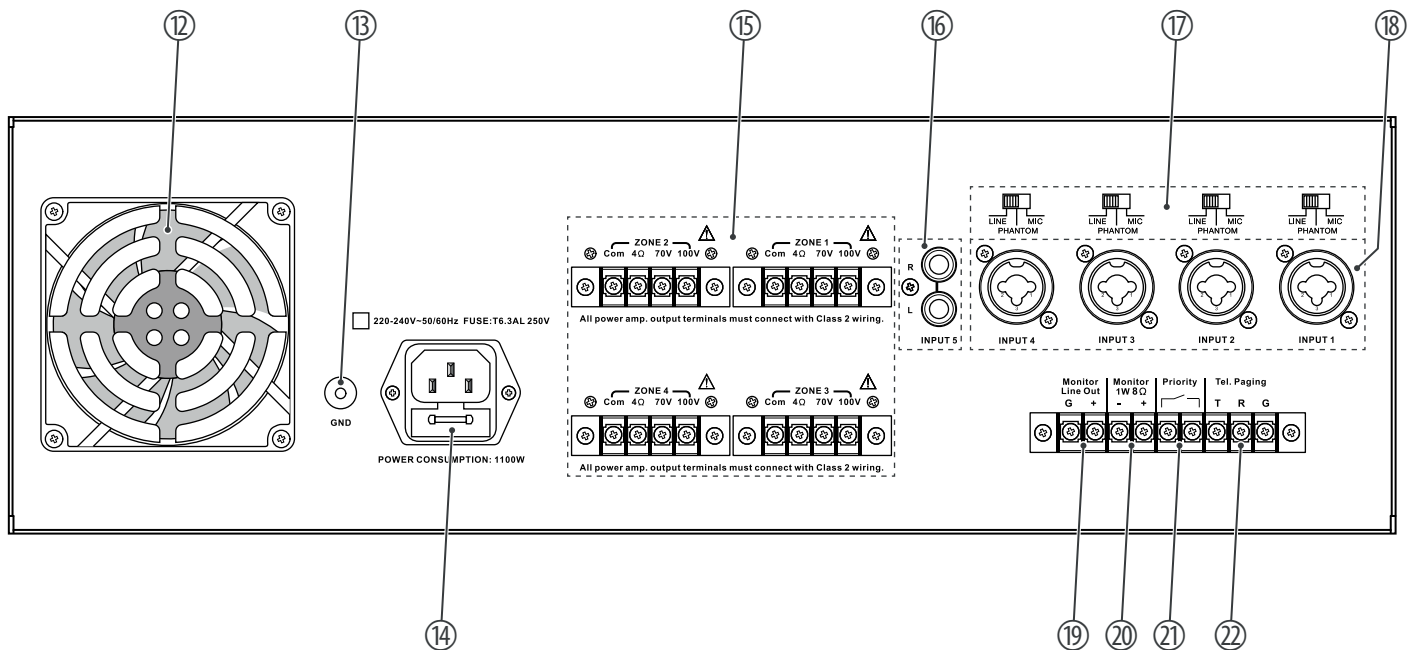 ⑫ ⑬ ⑮ ⑯ ⑰ ⑱
LINE MIC LINE MIC LINE MIC LINE MIC
PHANTOM PHANTOM PHANTOM PHANTOM
ZONE 2 ZONE 1
Com 4Ω 70V 100V Com 4Ω 70V 100V
R
L
All power amp. output terminals must connect with Class 2 wiring.
220-240V~50/60Hz FUSE:T6.3AL 250V
INPUT 5 INPUT 4 INPUT 3 INPUT 2 INPUT 1
ZONE 4 ZONE 3
Com 4Ω 70V 100V Com 4Ω 70V 100V
Monitor Monitor Priority Tel. Paging
Line Out 1W 8Ω
G + - + T R G
GND
POWER CONSUMPTION: 1100W
All power amp. output terminals must connect with Class 2 wiring.
⑭ ⑲ ⑳ ㉑ ㉒